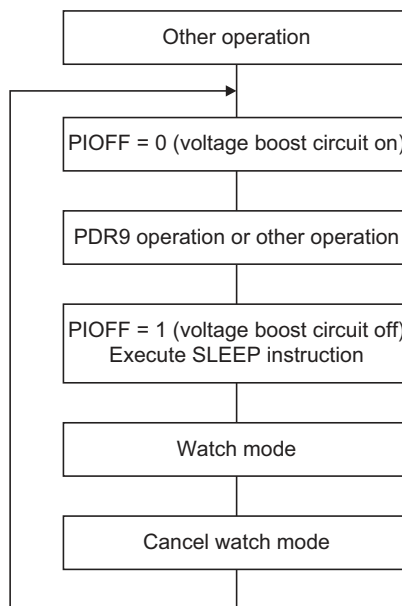 Other operation
PIOFF = 0 (voltage boost circuit on)
PDR9 operation or other operation
PIOFF = 1 (voltage boost circuit off)
Execute SLEEP instruction
Watch mode
Cancel watch mode